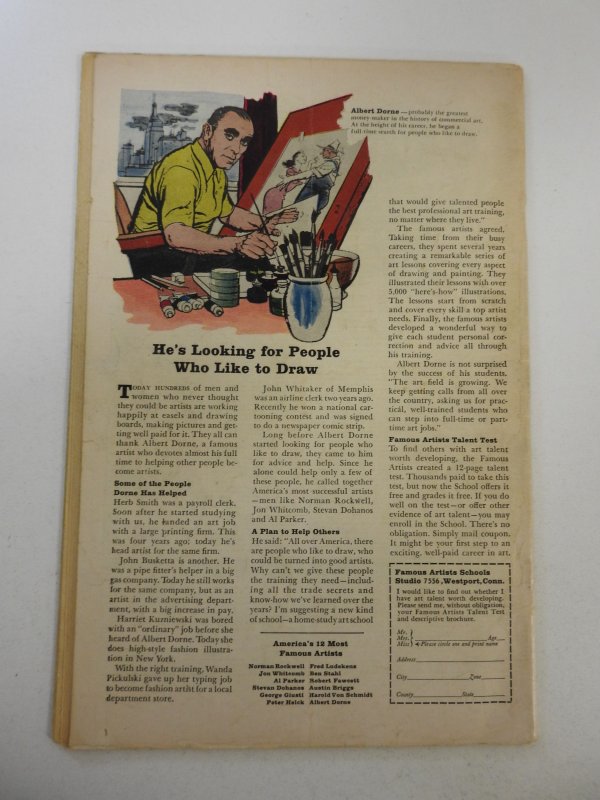 Albert Dorne — probably the greatest
money-maker in the history of commercial art.
At the height of his career, he began a
full-time search for people who like to draw.
He's Looking for People
Who Like to Draw
TODAY HUNDREDS of men and
women who never thought
they could be artists are working
happily at easels and drawing
boards, making pictures and get-
ting well paid for it. They all can
thank Albert Dorne, a famous
artist who devotes almost his full
time to helping other people be-
come artists.
Some of the People
Dorne Has Helped
Herb Smith was a payroll clerk.
Soon after he started studying
with us, he landed an art job
with a large printing firm. This
was four years ago: today he's
head artist for the same firm.
John Busketta is another. He
was a pipe fitter's helper in a big
gas company. Today he still works
for the same company, but as an
artist in the advertising depart-
ment, with a big increase in pay.
Harriet Kuzniewski was bored
with an "ordinary" job before she
heard of Albert Dorne. Today she
does high-style fashion illustra-
tion in New York.
With the right training, Wanda
Pickulski gave up her typing job
to become fashion artist for a local
department store.
John Whitaker of Memphis
was an airline clerk two years ago.
Recently he won a national car-
tooning contest and was signed
to do a newspaper comic strip.
Long before Albert Dorne
started looking for people who
like to draw, they came to him
for advice and help. Since he
alone could help only a few of
these people, he called together
America's most successful artists
—men like Norman Rockwell,
Jon Whitcomb, Stevan Dohanos
and Al Parker.
A Plan to Help Others
He said: "All over America, there
are people who like to draw, who
could be turned into good artists.
Why can't we give these people
the training they need—includ-
ing all the trade secrets and
know-how we've learned over the
years? I'm suggesting a new kind
of school—a home-study art school
America's 12 Most
Famous Artists
Norman Rockwell Fred Ludekens
Jon Whitcomb Ben Stahl
Al Parker Robert Fawcett
Stevan Dohanos Austin Briggs
George Giusti Harold Von Schmidt
Peter Helck Albert Dorne
that would give talented people
the best professional art training,
no matter where they live."
The famous artists agreed.
Taking time from their busy
careers, they spent several years
creating a remarkable series of
art lessons covering every aspect
of drawing and painting. They
illustrated their lessons with over
5,000 "here's-how" illustrations.
The lessons start from scratch
and cover every skill a top artist
needs. Finally, the famous artists
developed a wonderful way to
give each student personal cor-
rection and advice all through
his training.
Albert Dorne is not surprised
by the success of his students.
"The art field is growing. We
keep getting calls from all over
the country, asking us for prac-
tical, well-trained students who
can step into full-time or part-
time art jobs."
Famous Artists Talent Test
To find others with art talent
worth developing, the Famous
Artists created a 12-page talent
test. Thousands paid to take this
test, but now the School offers it
free and grades it free. If you do
well on the test—or offer other
evidence of art talent—you may
enroll in the School. There's no
obligation. Simply mail coupon.
It might be your first step to an
exciting, well-paid career in art.
Famous Artists Schools
Studio 7556, Westport, Conn.
I would like to find out whether I
have art talent worth developing.
Please send me, without obligation,
your Famous Artists Talent Test
and descriptive brochure.
Mr.
Mrs. Age
Miss Please circle one and print name
Address
City Zone
County State